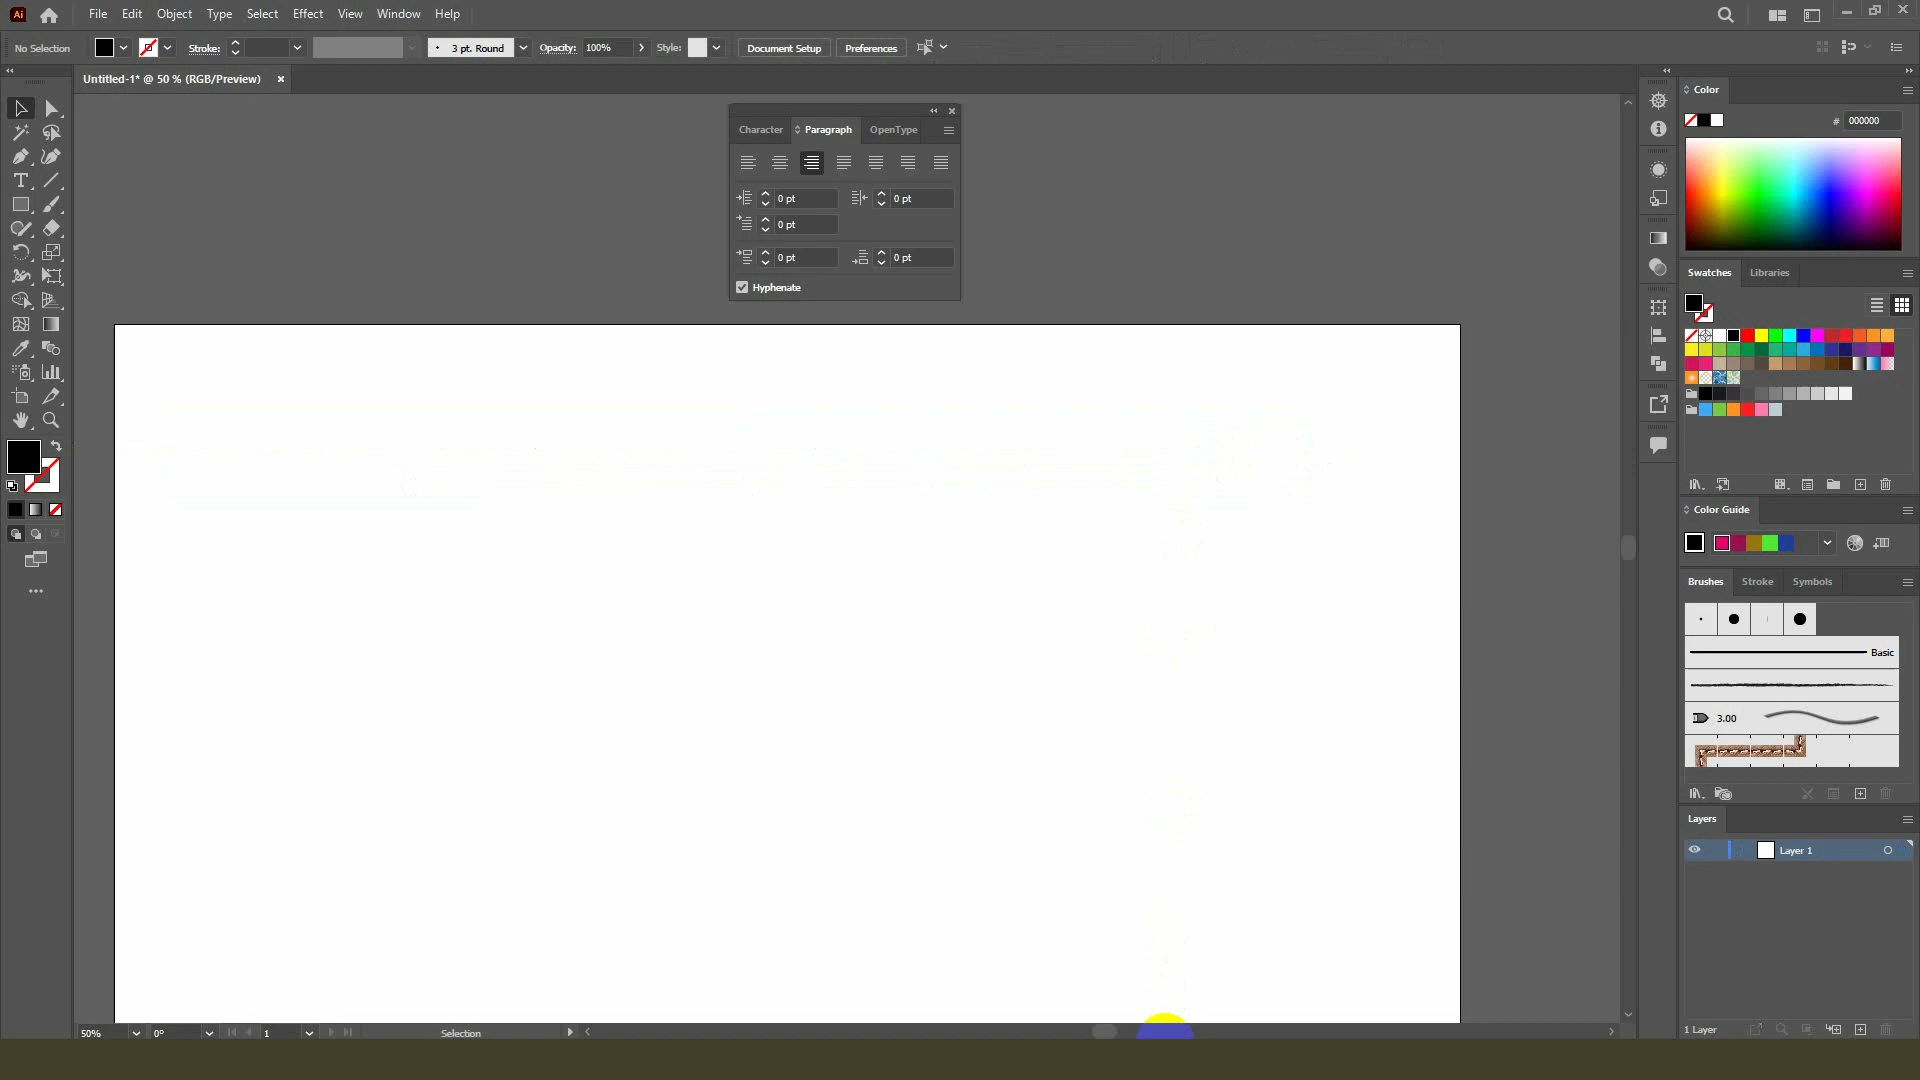 Ai File Edit Object Type Select Effect View Window Help
No Selection Stroke: 3 pt. Round Opacity: 100% Style: Document Setup Preferences
Untitled-1* @ 50 % (RGB/Preview)
Character Paragraph OpenType
0 pt 0 pt
0 pt
0 pt 0 pt
Hyphenate
Color
# 000000
Swatches Libraries
Color Guide
Brushes Stroke Symbols
Basic
3.00
Layers
Layer 1
1 Layer
50% 0° 1 Selection